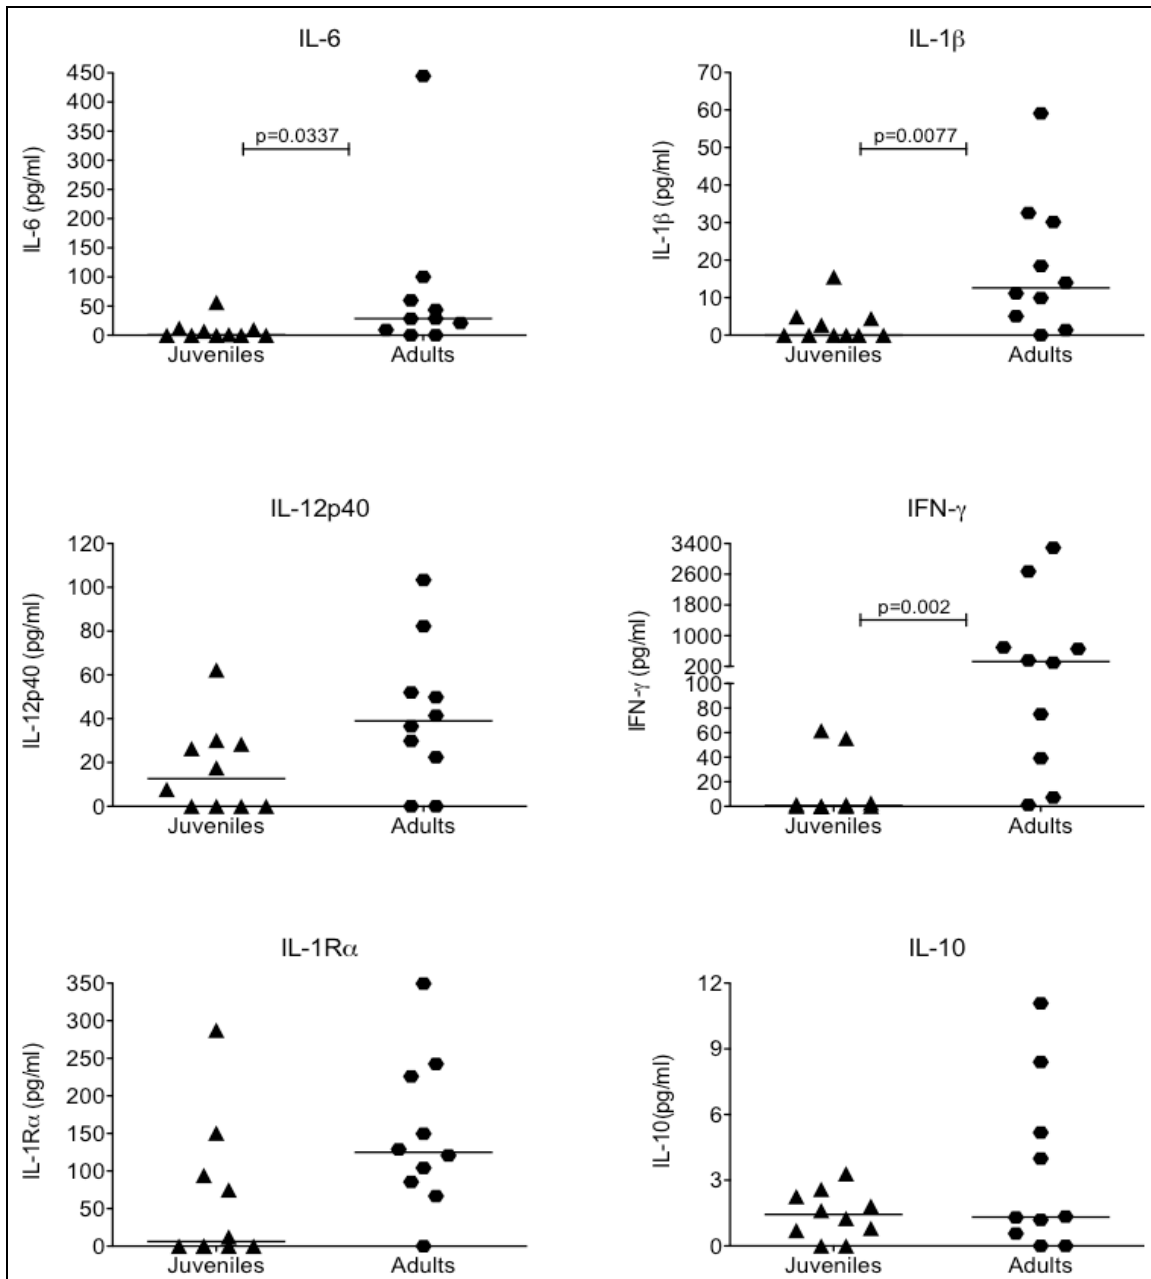 IL-6
IL-6 (pg/ml)
450
400
350
300
250
200
150
100
50
0
p=0.0337
Juveniles
Adults
IL-1β
IL-1β (pg/ml)
70
60
50
40
30
20
10
0
p=0.0077
Juveniles
Adults
IL-12p40
IL-12p40 (pg/ml)
120
100
80
60
40
20
0
Juveniles
Adults
IFN-γ
IFN-γ (pg/ml)
3400
2600
1800
1000
200
100
80
60
40
20
0
p=0.002
Juveniles
Adults
IL-1Rα
IL-1Rα (pg/ml)
350
300
250
200
150
100
50
0
Juveniles
Adults
IL-10
IL-10(pg/ml)
12
9
6
3
0
Juveniles
Adults